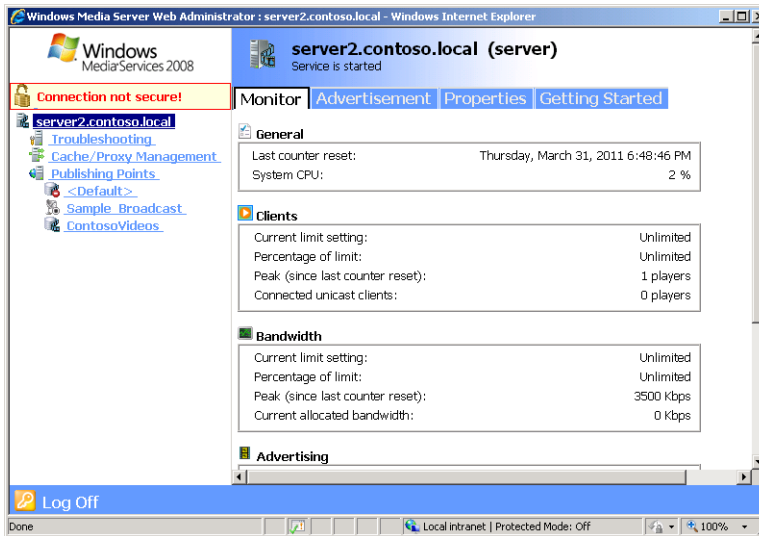 Windows Media Server Web Administrator : server2.contoso.local - Windows Internet Explorer
Windows
Media Services 2008
server2.contoso.local (server)
Service is started
Connection not secure!
Monitor Advertisement Properties Getting Started
server2.contoso.local
Troubleshooting
Cache/Proxy Management
Publishing Points
<Default>
Sample_Broadcast
ContosoVideos
General
Last counter reset: Thursday, March 31, 2011 6:48:46 PM
System CPU: 2 %
Clients
Current limit setting: Unlimited
Percentage of limit: Unlimited
Peak (since last counter reset): 1 players
Connected unicast clients: 0 players
Bandwidth
Current limit setting: Unlimited
Percentage of limit: Unlimited
Peak (since last counter reset): 3500 Kbps
Current allocated bandwidth: 0 Kbps
Advertising
Log Off
Done
Local intranet | Protected Mode: Off
100%